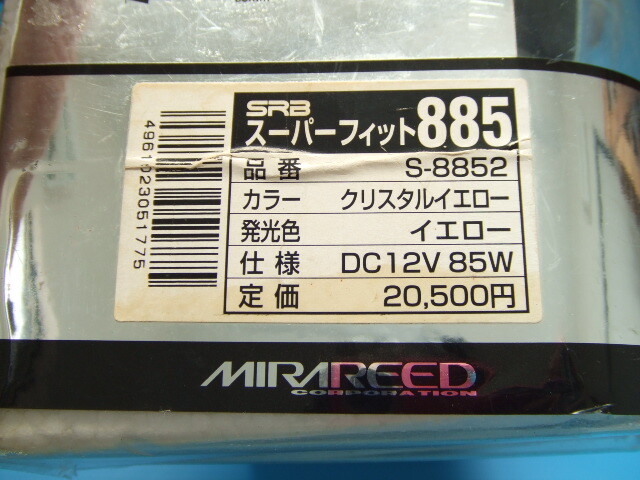 SRB
スーパーフィット885
品番 S-8852
カラー クリスタルイエロー
発光色 イエロー
仕様 DC12V 85W
定価 20,500円
4961023051775
MIRAREED
CORPORATION